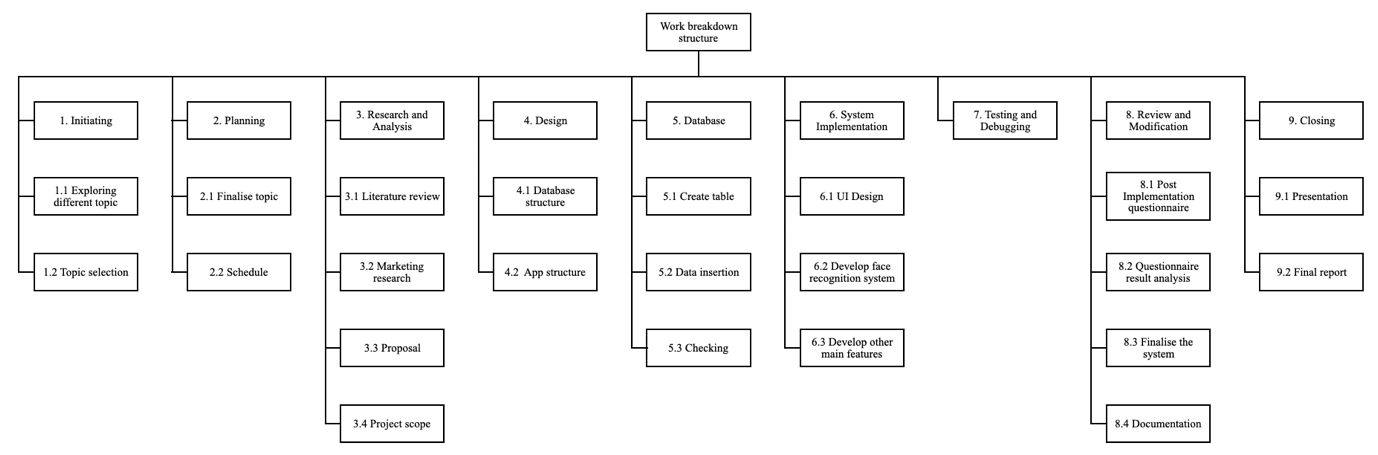 Work breakdown
structure
1. Initiating
1.1 Exploring
different topic
1.2 Topic selection
2. Planning
2.1 Finalise topic
2.2 Schedule
3. Research and
Analysis
3.1 Literature review
3.2 Marketing
research
3.3 Proposal
3.4 Project scope
4. Design
4.1 Database
structure
4.2 App structure
5. Database
5.1 Create table
5.2 Data insertion
5.3 Checking
6. System
Implementation
6.1 UI Design
6.2 Develop face
recognition system
6.3 Develop other
main features
7. Testing and
Debugging
8. Review and
Modification
8.1 Post
Implementation
questionnaire
8.2 Questionnaire
result analysis
8.3 Finalise the
system
8.4 Documentation
9. Closing
9.1 Presentation
9.2 Final report